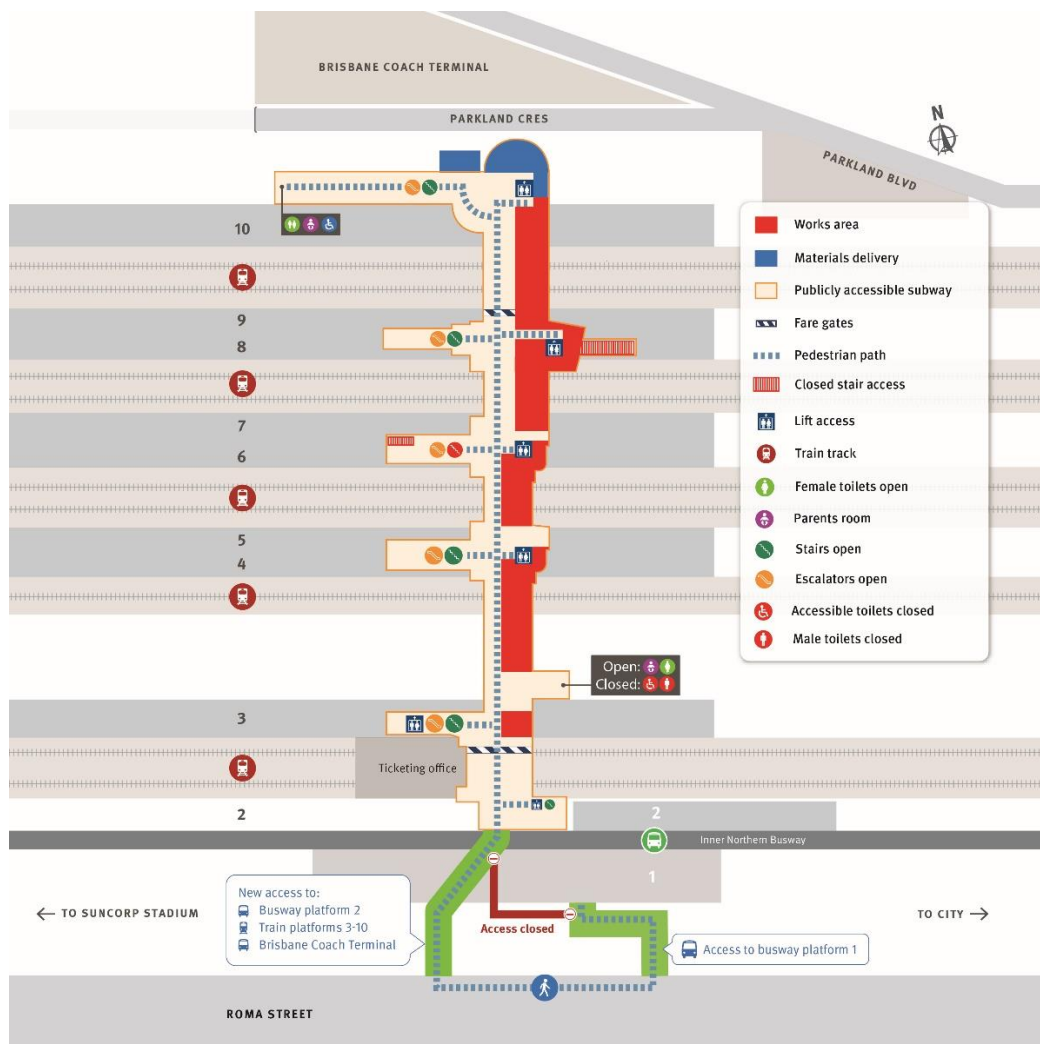 BRISBANE COACH TERMINAL
PARKLAND CRES
N
PARKLAND BLVD
10
9
8
7
6
5
4
3
2
Works area
Materials delivery
Publicly accessible subway
Fare gates
Pedestrian path
Closed stair access
Lift access
Train track
Female toilets open
Parents room
Stairs open
Escalators open
Accessible toilets closed
Male toilets closed
Open:
Closed:
Ticketing office
2
Inner Northern Busway
1
New access to:
Busway platform 2
Train platforms 3-10
Brisbane Coach Terminal
← TO SUNCORP STADIUM
Access closed
TO CITY →
Access to busway platform 1
ROMA STREET